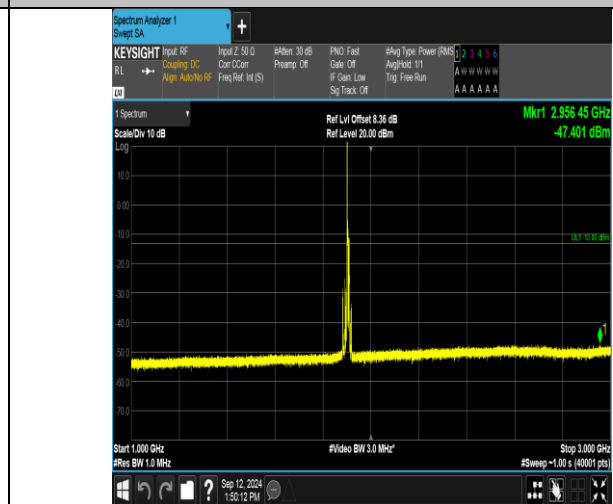 Spectrum Analyzer 1
Swept SA
+
KEYSIGHT Input: RF Input Z: 50 Ω #Atten: 30 dB PNO: Fast #Avg Type: Power (RMS 1 2 3 4 5 6
RL Coupling: DC Corr CCorr Preamp: Off Gate: Off Avg|Hold: 1/1 A W W W W W
Align: Auto/No RF Freq Ref: Int (S) IF Gain: Low Trig: Free Run
Sig Track: Off A A A A A A
LXI
1 Spectrum Ref Lvl Offset 8.36 dB Mkr1 2.956 45 GHz
Scale/Div 10 dB Ref Level 20.00 dBm -47.401 dBm
Log
10.0
0.00
-10.0
DL1 -13.00 dBm
-20.0
-30.0
-40.0
1
-50.0
-60.0
-70.0
Start 1.000 GHz #Video BW 3.0 MHz* Stop 3.000 GHz
#Res BW 1.0 MHz #Sweep ~1.00 s (40001 pts)
? Sep 12, 2024
1:50:12 PM